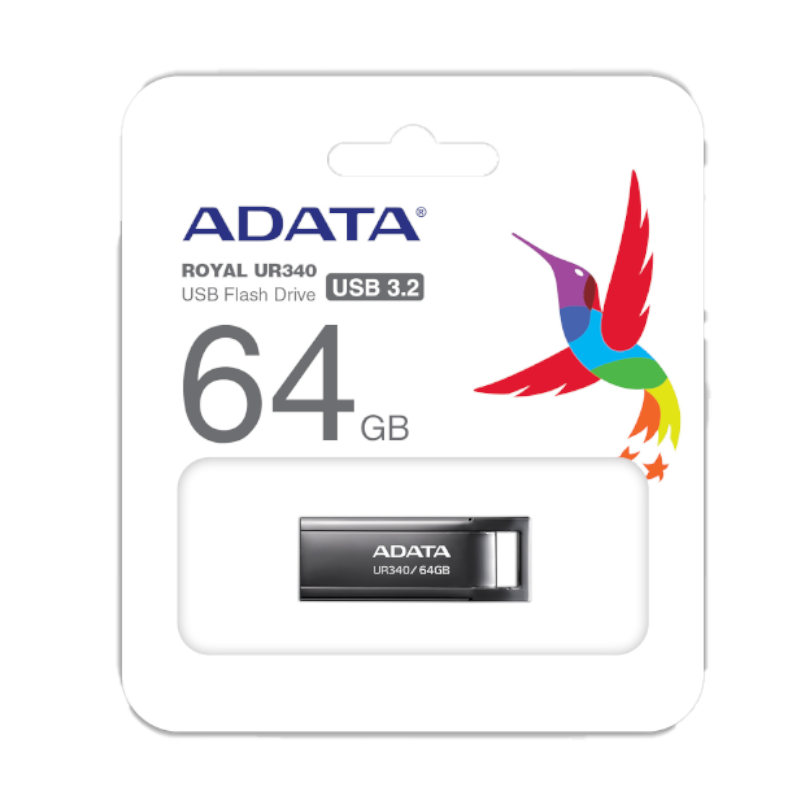 ADATA®
ROYAL UR340
USB Flash Drive USB 3.2
64 GB
ADATA
UR340/64GB